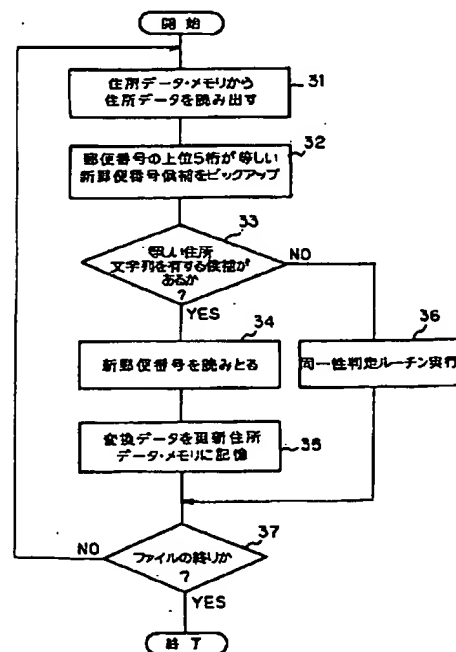 開始
住所データ・メモリから
住所データを読み出す
31
郵便番号の上位5桁が等しい
新郵便番号候補をピックアップ
32
等しい住所
文字列を有する候補が
あるか
?
33
NO
YES
34
新郵便番号を読みとる
36
同一性判定ルーチン実行
変換データを更新住所
データ・メモリに記憶
35
NO
ファイルの終りか
?
37
YES
終了